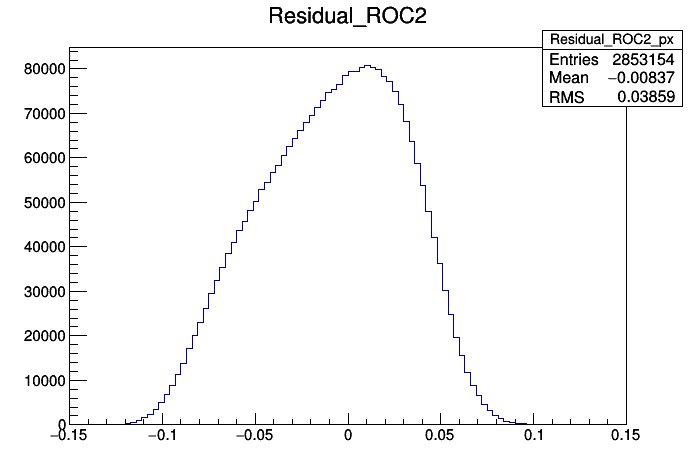 Residual_ROC2
Residual_ROC2_px
Entries 2853154
Mean −0.00837
RMS 0.03859
80000
70000
60000
50000
40000
30000
20000
10000
0
−0.15 −0.1 −0.05 0 0.05 0.1 0.15